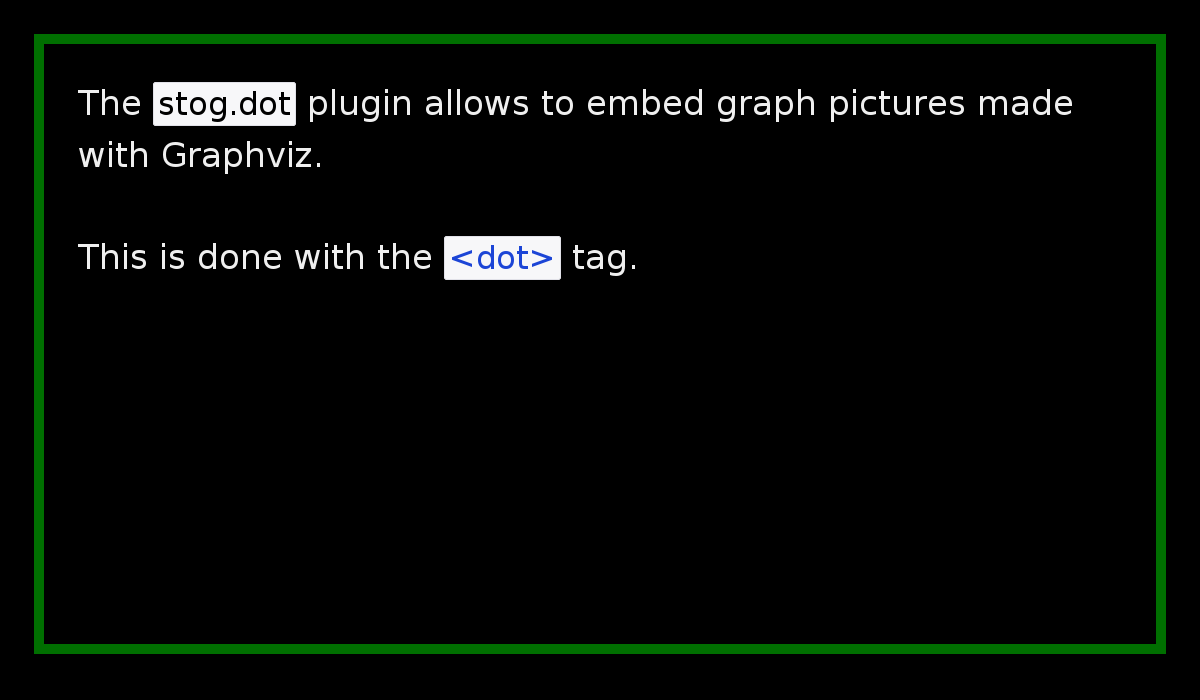 The stog.dot plugin allows to embed graph pictures made
with Graphviz.
This is done with the <dot> tag.